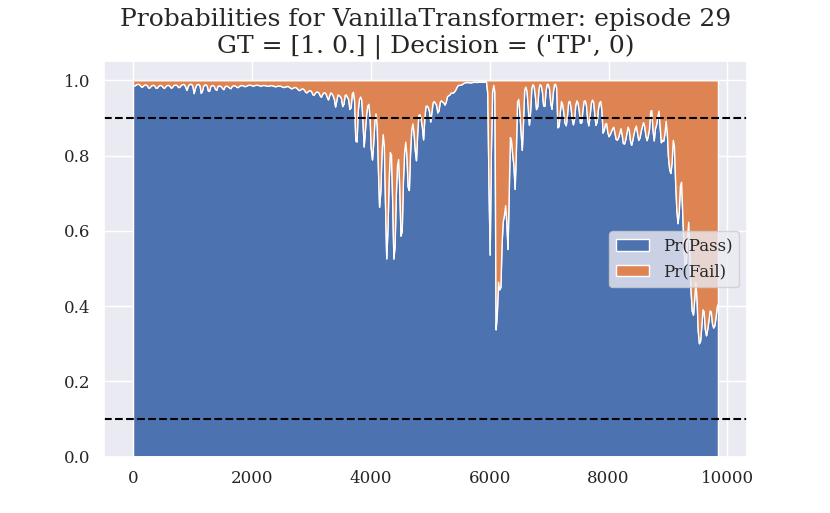 Probabilities for VanillaTransformer: episode 29
GT = [1. 0.] | Decision = ('TP', 0)
1.0
0.8
0.6
0.4
0.2
0.0
Pr(Pass)
Pr(Fail)
0 2000 4000 6000 8000 10000